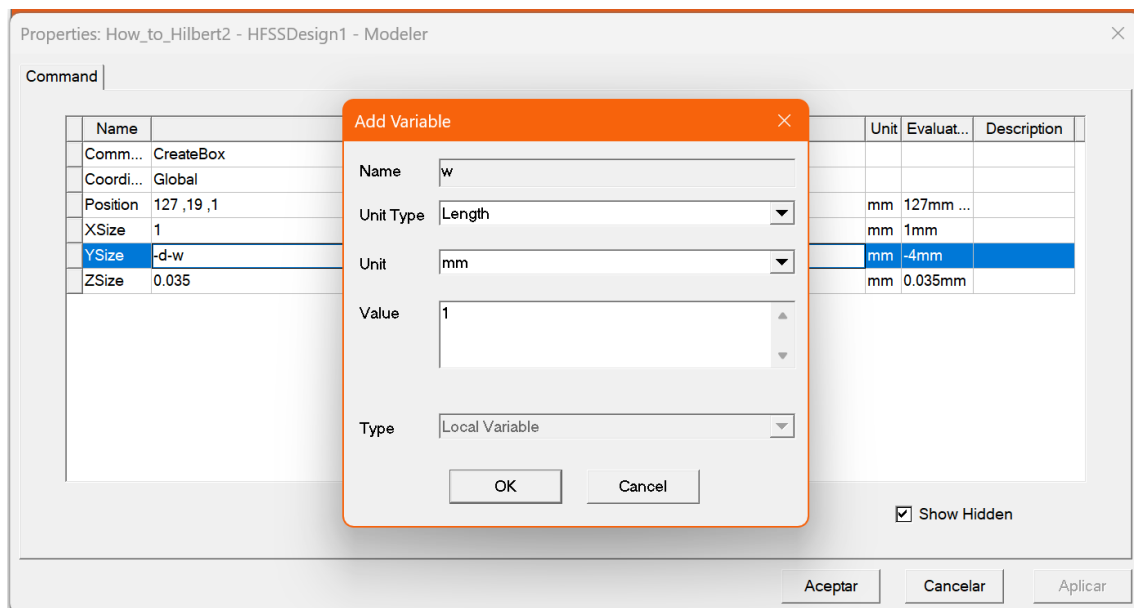 Properties: How_to_Hilbert2 - HFSSDesign1 - Modeler
Command
Name Unit Evaluat... Description
Comm... CreateBox
Coordi... Global
Position 127 ,19 ,1 mm 127mm ...
XSize 1 mm 1mm
YSize -d-w mm -4mm
ZSize 0.035 mm 0.035mm
Add Variable
Name w
Unit Type Length
Unit mm
Value 1
Type Local Variable
OK Cancel
Show Hidden
Aceptar Cancelar Aplicar